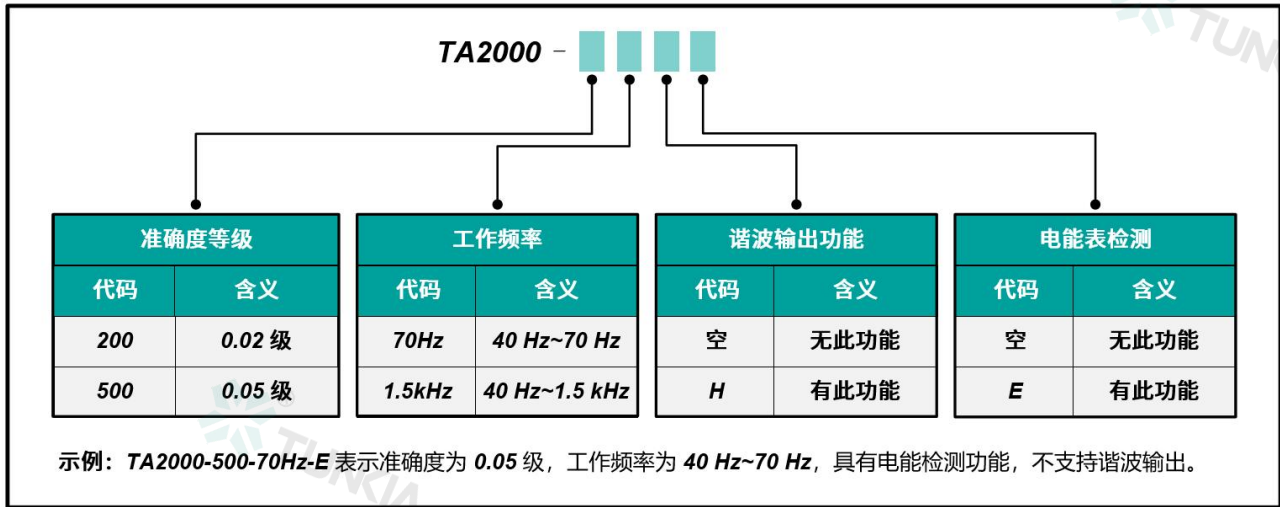 TUNKIA
TA2000 -
准确度等级
代码 含义
200 0.02 级
500 0.05 级
工作频率
代码 含义
70Hz 40 Hz~70 Hz
1.5kHz 40 Hz~1.5 kHz
谐波输出功能
代码 含义
空 无此功能
H 有此功能
电能表检测
代码 含义
空 无此功能
E 有此功能
示例：TA2000-500-70Hz-E 表示准确度为 0.05 级，工作频率为 40 Hz~70 Hz，具有电能检测功能，不支持谐波输出。